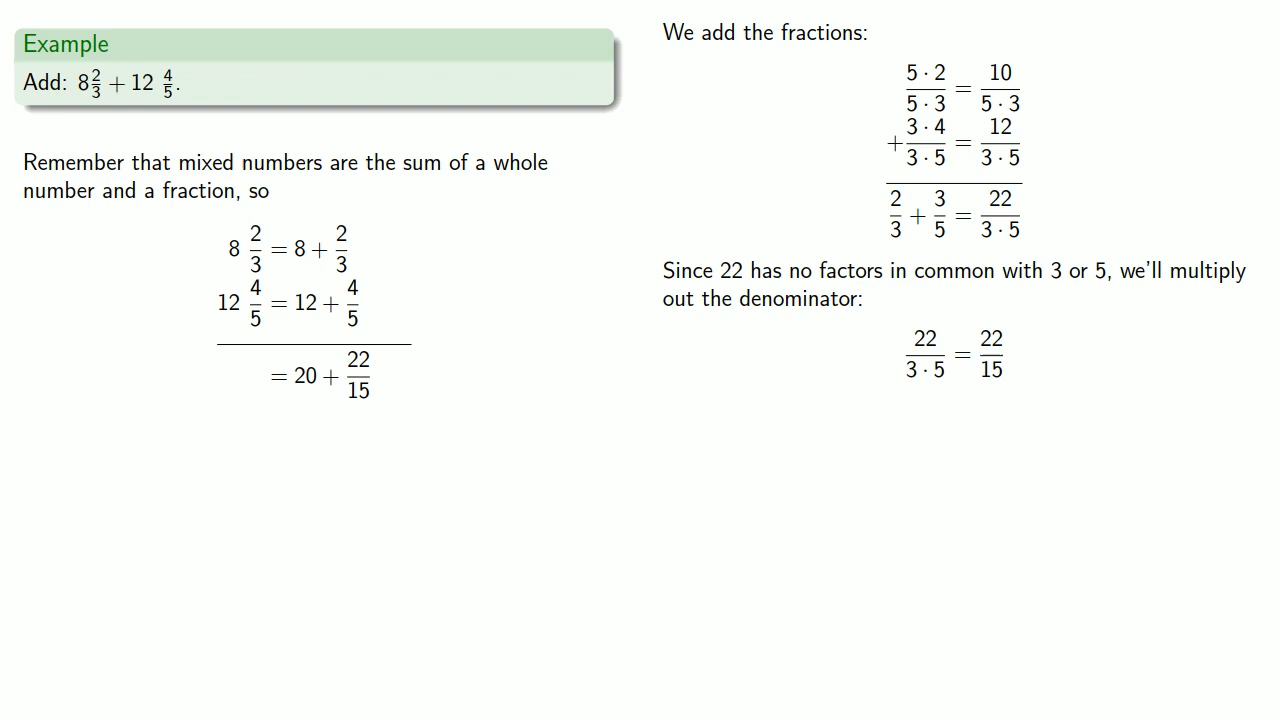 Example
Add: 8 2/3 + 12 4/5.
Remember that mixed numbers are the sum of a whole
number and a fraction, so
8 2/3 = 8 + 2/3
12 4/5 = 12 + 4/5
= 20 + 22/15
We add the fractions:
5 · 2/5 · 3 = 10/5 · 3
+ 3 · 4/3 · 5 = 12/3 · 5
2/3 + 3/5 = 22/3 · 5
Since 22 has no factors in common with 3 or 5, we'll multiply
out the denominator:
22/3 · 5 = 22/15